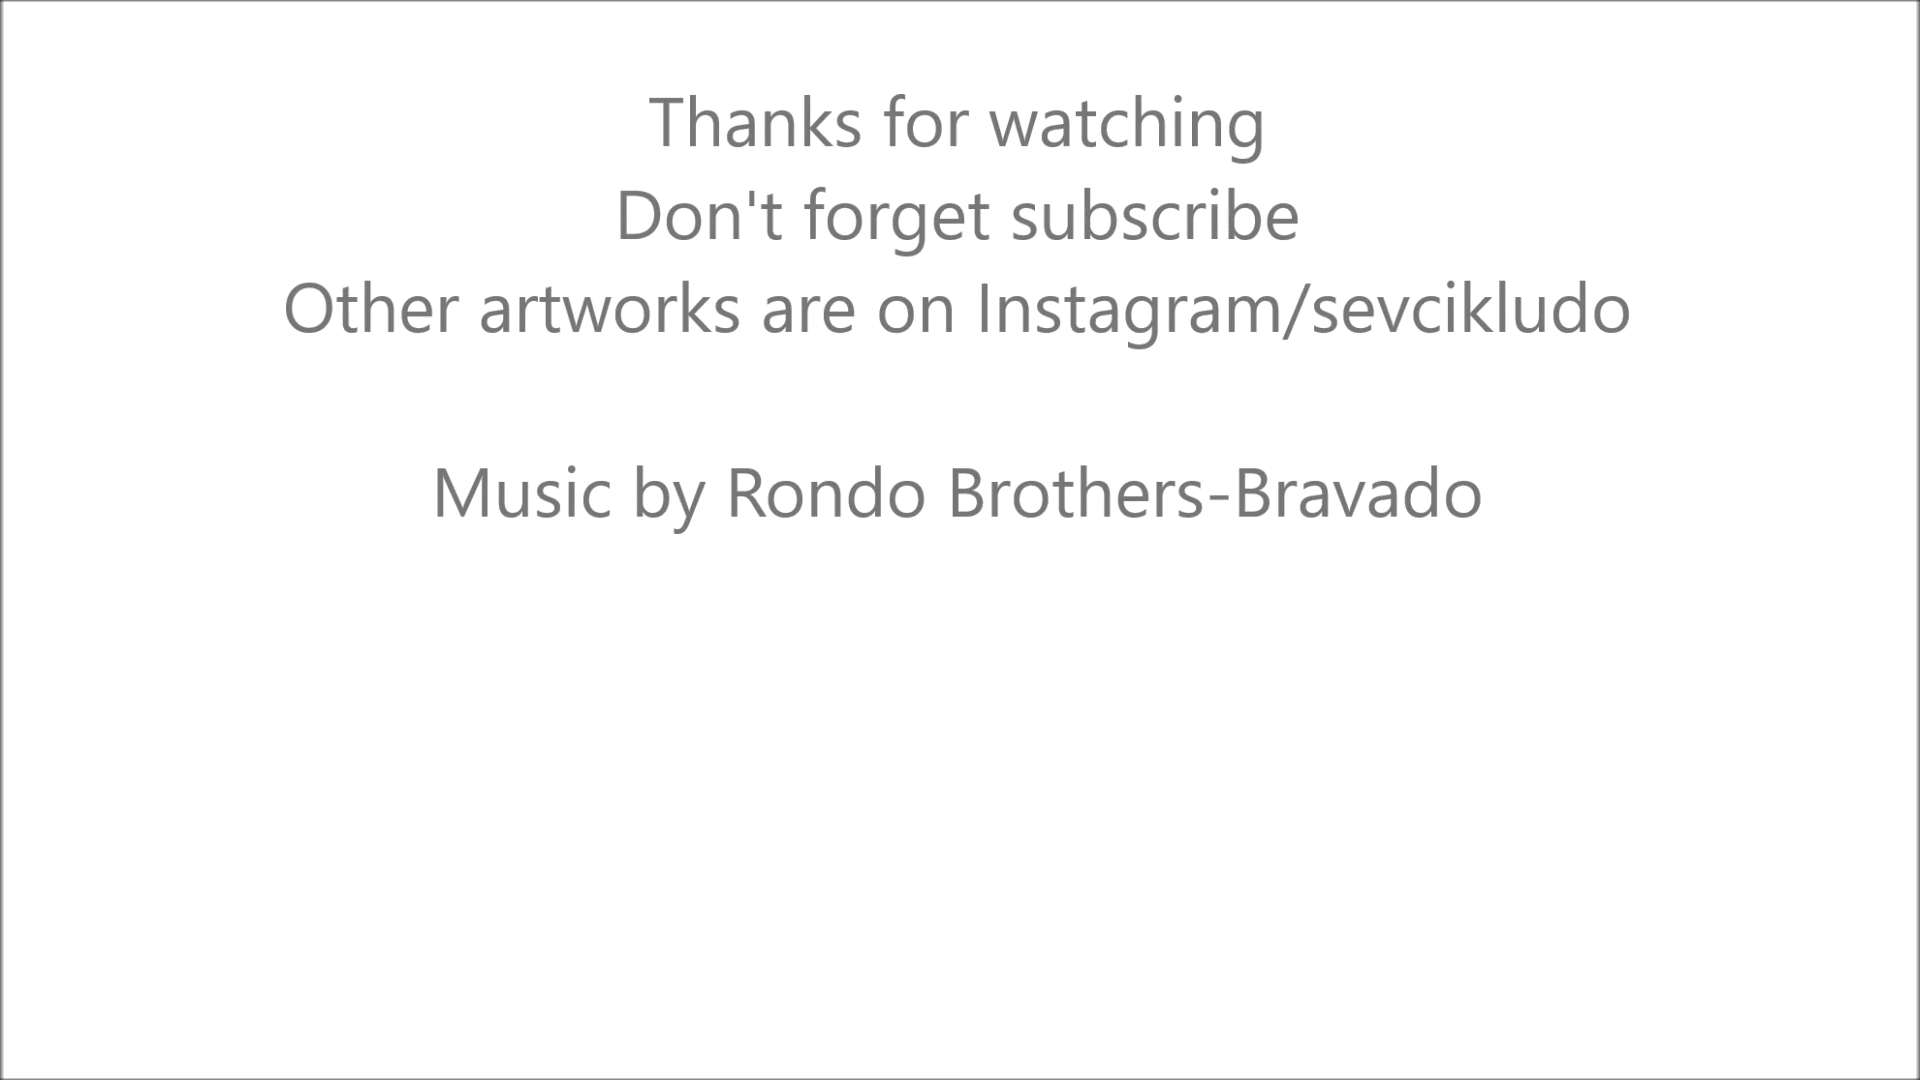 Thanks for watching
Don't forget subscribe
Other artworks are on Instagram/sevcikludo
Music by Rondo Brothers-Bravado